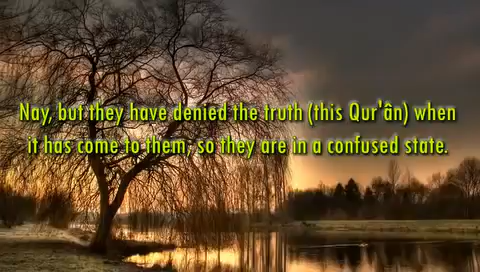 Nay, but they have denied the truth (this Qur'ân) when
it has come to them, so they are in a confused state.